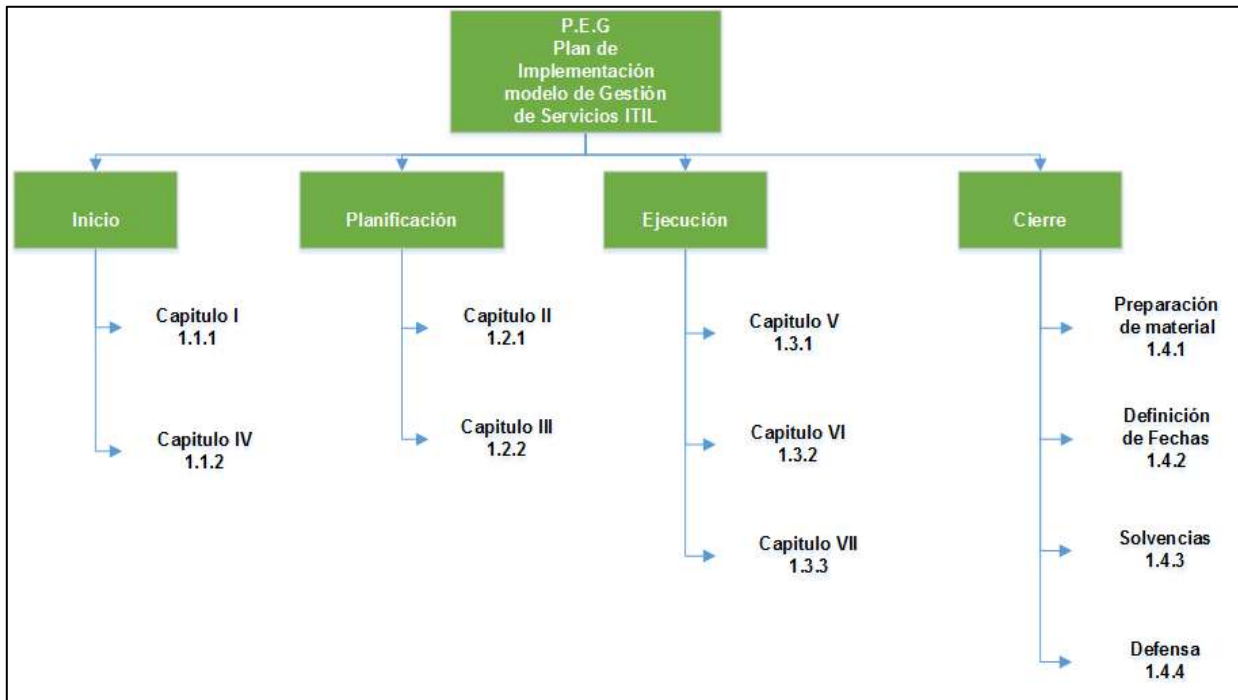 P.E.G
Plan de
Implementación
modelo de Gestión
de Servicios ITIL
Inicio
Planificación
Ejecución
Cierre
Capitulo I
1.1.1
Capitulo IV
1.1.2
Capitulo II
1.2.1
Capitulo III
1.2.2
Capitulo V
1.3.1
Capitulo VI
1.3.2
Capitulo VII
1.3.3
Preparación
de material
1.4.1
Definición
de Fechas
1.4.2
Solvencias
1.4.3
Defensa
1.4.4